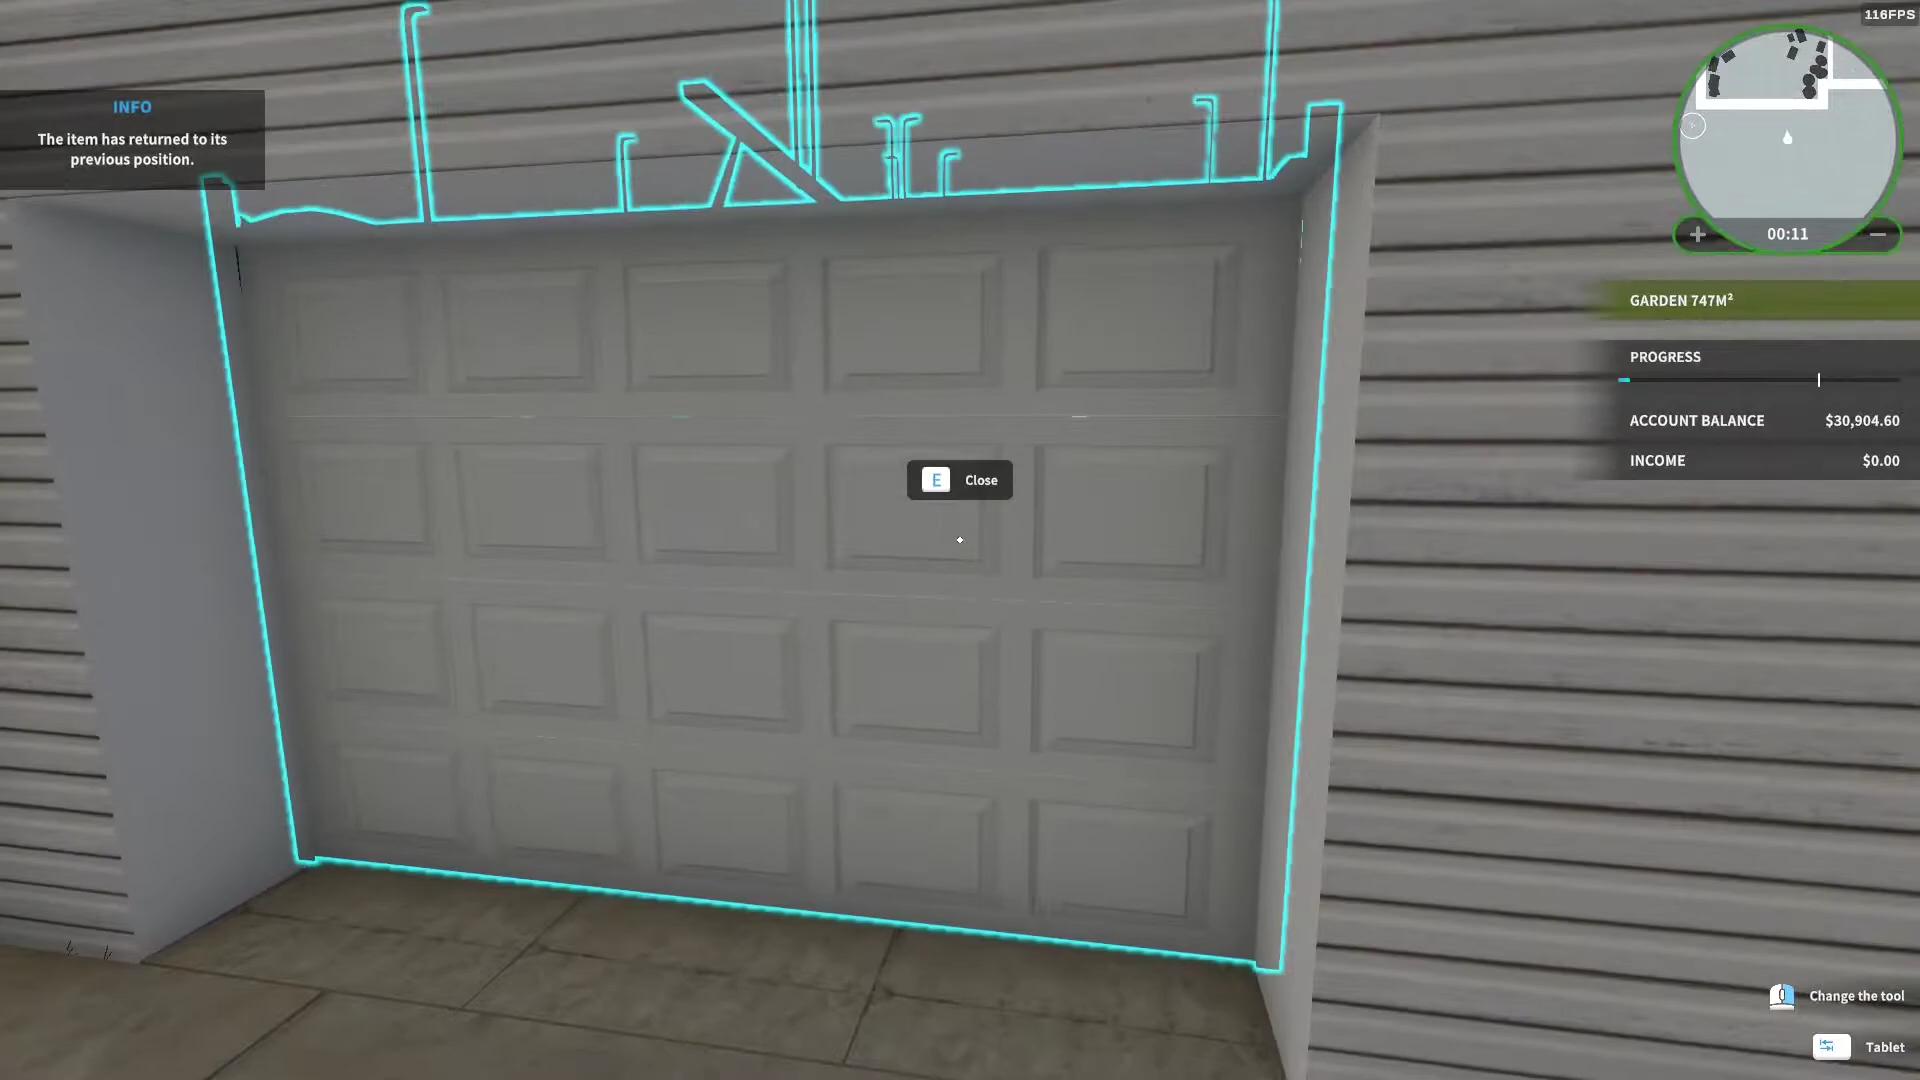 116FPS
INFO
The item has returned to its
previous position.
00:11
GARDEN 747M²
PROGRESS
ACCOUNT BALANCE $30,904.60
INCOME $0.00
E Close
Change the tool
Tablet